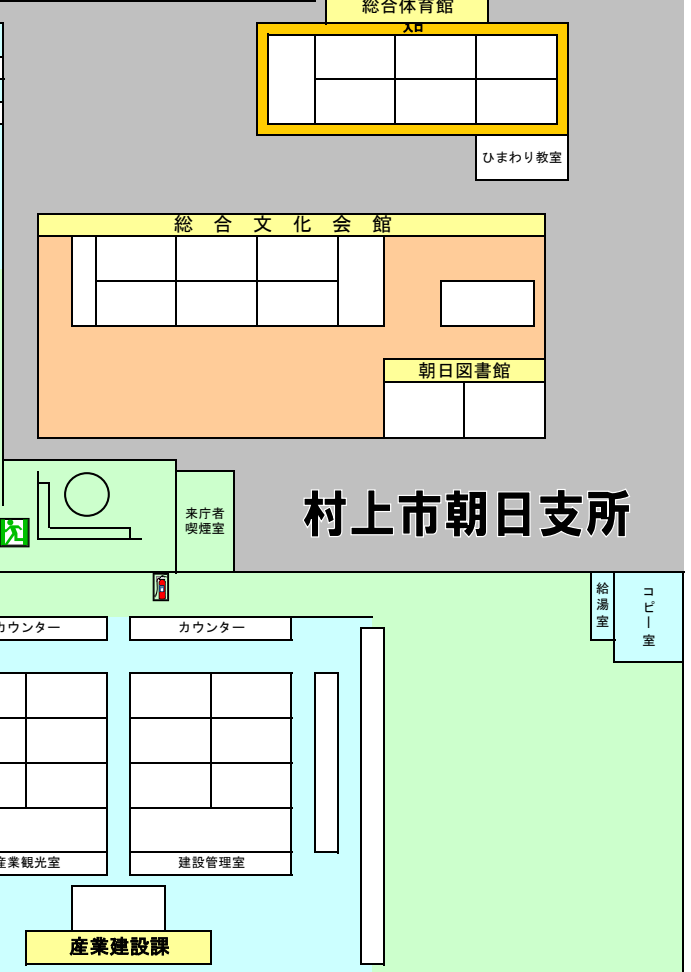 総合体育館
入口
ひまわり教室
総合文化会館
朝日図書館
来庁者
喫煙室
村上市朝日支所
給湯室
コピー室
カウンター
カウンター
産業観光室
建設管理室
産業建設課